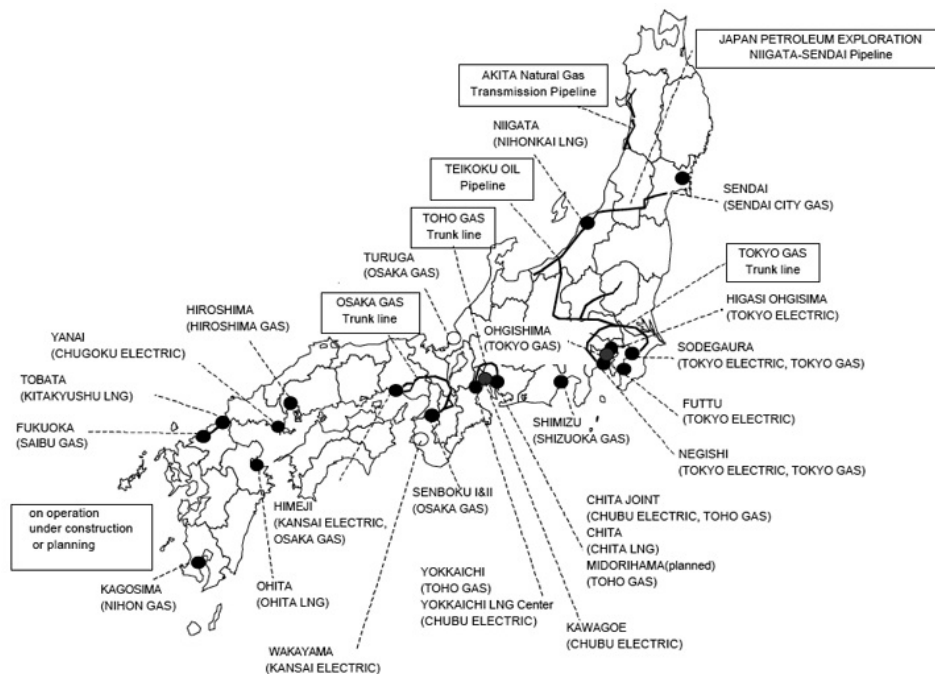 JAPAN PETROLEUM EXPLORATION
NIIGATA-SENDAI Pipeline
AKITA Natural Gas
Transmission Pipeline
NIIGATA
(NIHONKAI LNG)
TEIKOKU OIL
Pipeline
SENDAI
(SENDAI CITY GAS)
TOHO GAS
Trunk line
TURUGA
(OSAKA GAS)
TOKYO GAS
Trunk line
OSAKA GAS
Trunk line
HIROSHIMA
(HIROSHIMA GAS)
HIGASI OHGISIMA
(TOKYO ELECTRIC)
OHGISHIMA
(TOKYO GAS)
YANAI
(CHUGOKU ELECTRIC)
SODEGAURA
(TOKYO ELECTRIC, TOKYO GAS)
TOBATA
(KITAKYUSHU LNG)
FUTTU
(TOKYO ELECTRIC)
FUKUOKA
(SAIBU GAS)
SHIMIZU
(SHIZUOKA GAS)
NEGISHI
(TOKYO ELECTRIC, TOKYO GAS)
SENBOKU I&II
(OSAKA GAS)
HIMEJI
(KANSAI ELECTRIC,
OSAKA GAS)
CHITA JOINT
(CHUBU ELECTRIC, TOHO GAS)
CHITA
(CHITA LNG)
MIDORIHAMA(planned)
(TOHO GAS)
on operation
under construction
or planning
KAGOSIMA
(NIHON GAS)
OHITA
(OHITA LNG)
YOKKAICHI
(TOHO GAS)
YOKKAICHI LNG Center
(CHUBU ELECTRIC)
KAWAGOE
(CHUBU ELECTRIC)
WAKAYAMA
(KANSAI ELECTRIC)